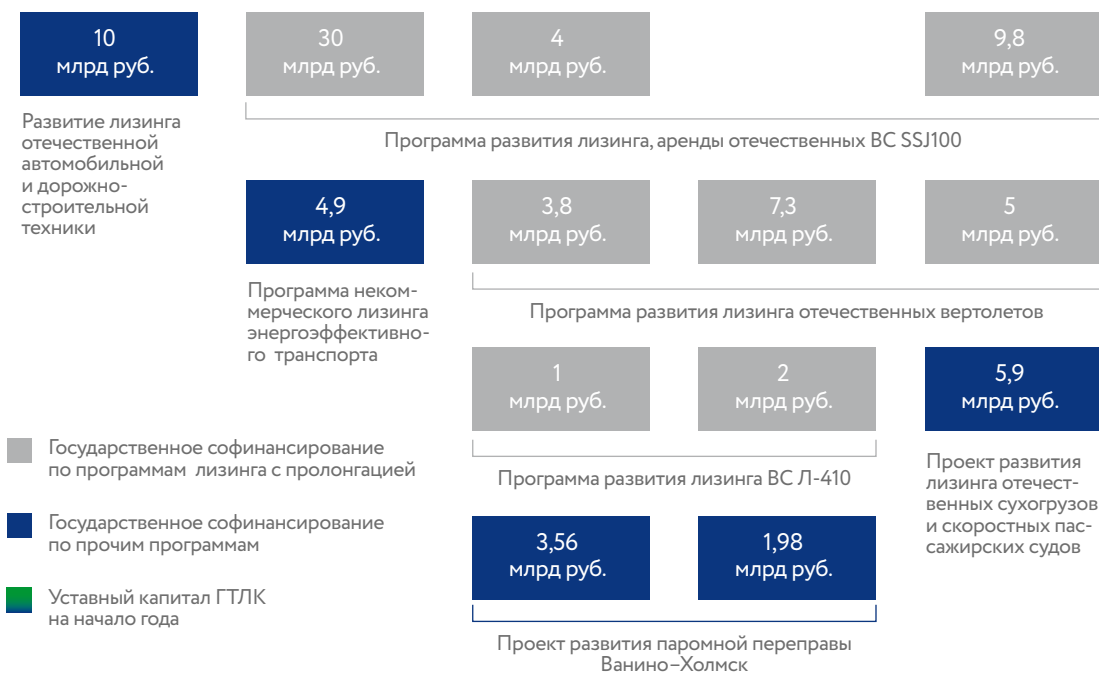 10
млрд руб.
30
млрд руб.
4
млрд руб.
9,8
млрд руб.
Развитие лизинга
отечественной
автомобильной
и дорожно-
строительной
техники
Программа развития лизинга, аренды отечественных ВС SSJ100
4,9
млрд руб.
3,8
млрд руб.
7,3
млрд руб.
5
млрд руб.
Программа неком-
мерческого лизинга
энергоэффективно-
го транспорта
Программа развития лизинга отечественных вертолетов
1
млрд руб.
2
млрд руб.
5,9
млрд руб.
Программа развития лизинга ВС Л-410
Проект развития
лизинга отечест-
венных сухогрузов
и скоростных пас-
сажирских судов
3,56
млрд руб.
1,98
млрд руб.
Проект развития паромной переправы
Ванино–Холмск
Государственное софинансирование
по программам лизинга с пролонгацией
Государственное софинансирование
по прочим программам
Уставный капитал ГТЛК
на начало года